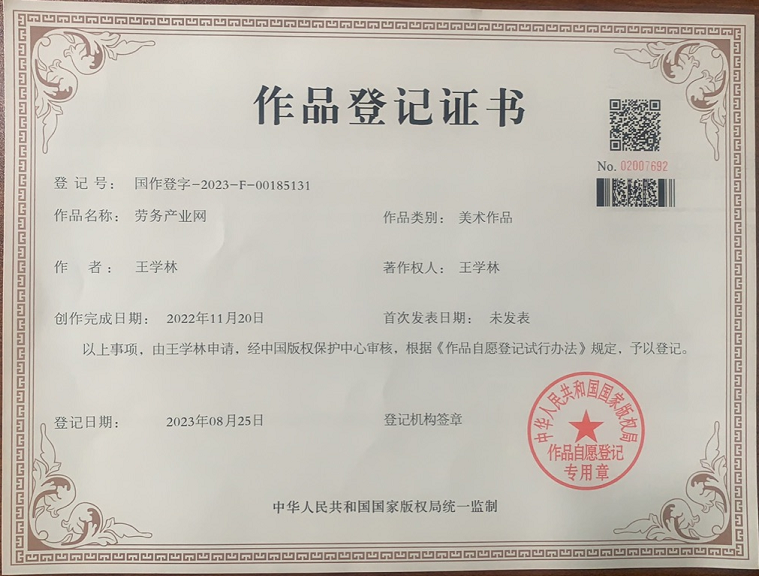 作品登记证书
No. 02007692
登 记 号： 国作登字-2023-F-00185131
作品名称： 劳务产业网 作品类别： 美术作品
作 者： 王学林 著作权人： 王学林
创作完成日期： 2022年11月20日 首次发表日期： 未发表
以上事项，由王学林申请，经中国版权保护中心审核，根据《作品自愿登记试行办法》规定，予以登记。
登记日期： 2023年08月25日 登记机构签章
中华人民共和国国家版权局
作品自愿登记
专用章
中华人民共和国国家版权局统一监制